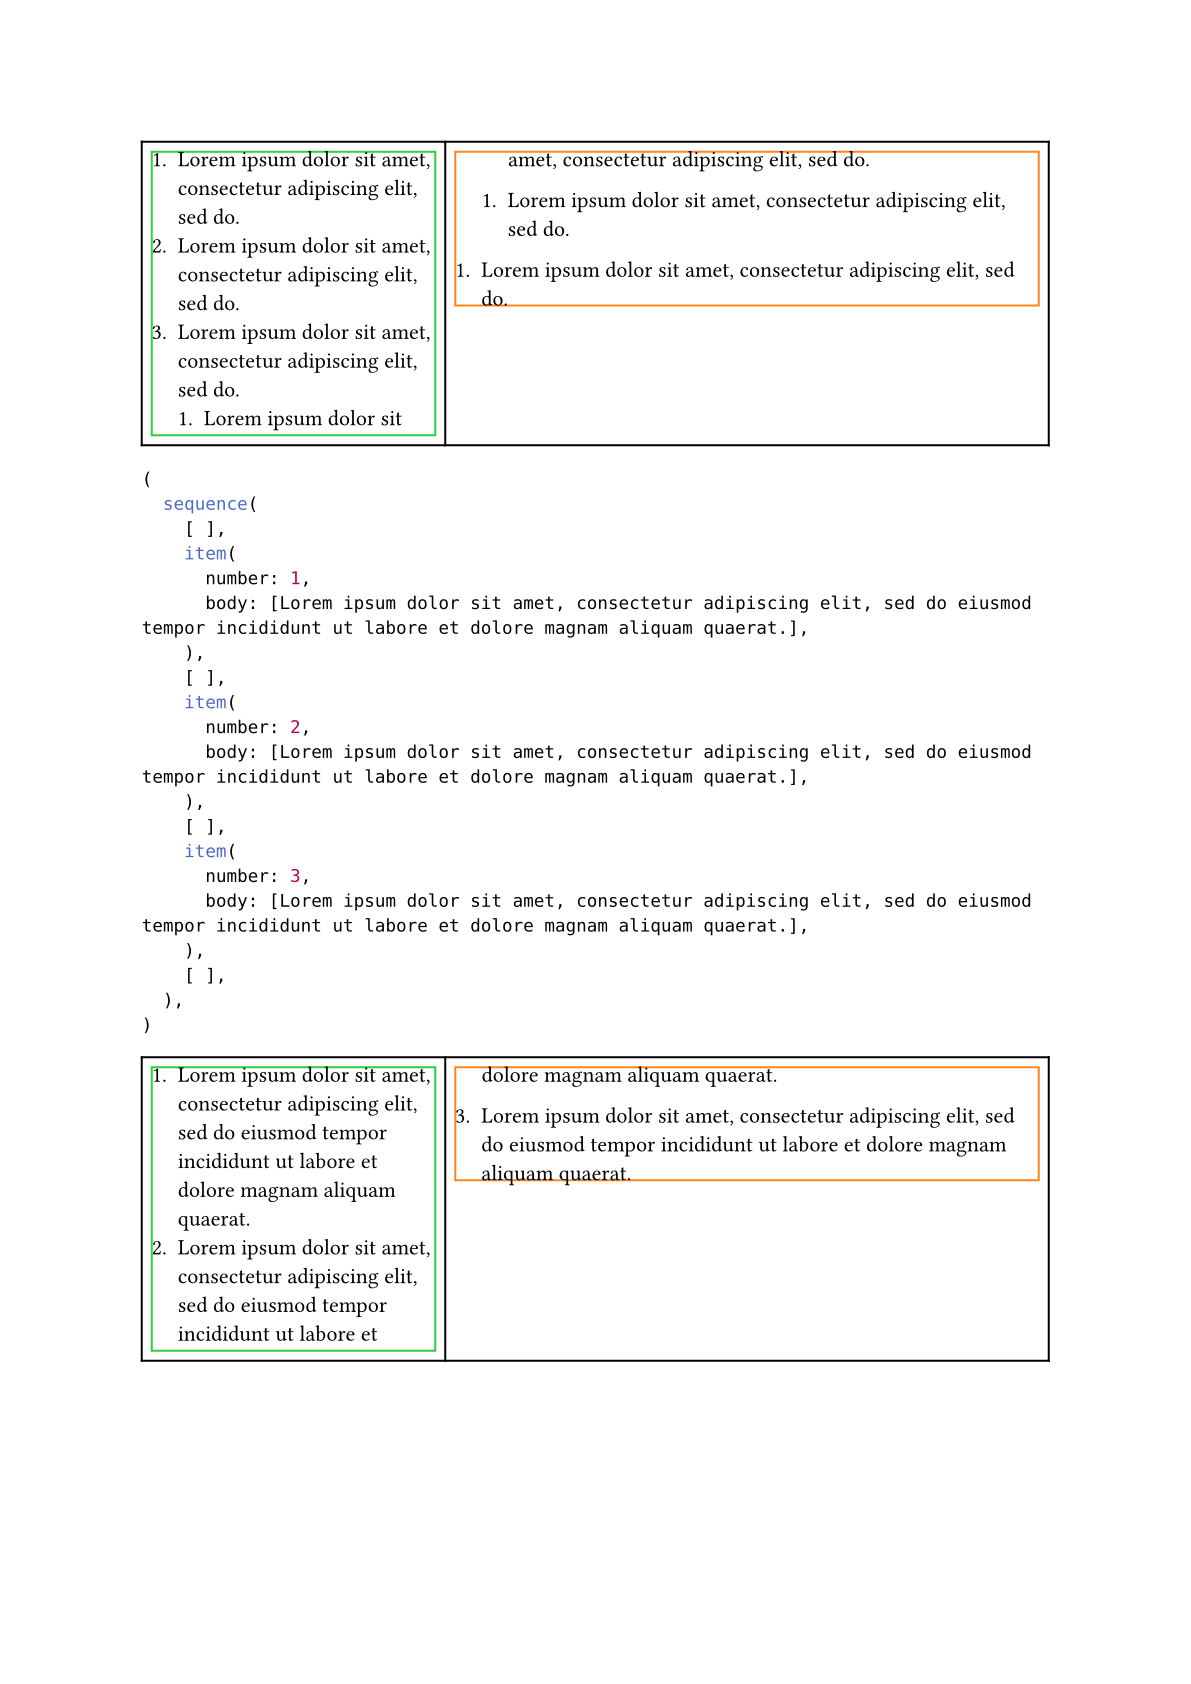 1. Lorem ipsum dolor sit amet,
consectetur adipiscing elit,
sed do.
2. Lorem ipsum dolor sit amet,
consectetur adipiscing elit,
sed do.
3. Lorem ipsum dolor sit amet,
consectetur adipiscing elit,
sed do.
1. Lorem ipsum dolor sit
amet, consectetur adipiscing elit, sed do.
1. Lorem ipsum dolor sit amet, consectetur adipiscing elit,
sed do.
1. Lorem ipsum dolor sit amet, consectetur adipiscing elit, sed
do.
(
  sequence(
    [ ],
    item(
      number: 1,
      body: [Lorem ipsum dolor sit amet, consectetur adipiscing elit, sed do eiusmod
tempor incididunt ut labore et dolore magnam aliquam quaerat.],
    ),
    [ ],
    item(
      number: 2,
      body: [Lorem ipsum dolor sit amet, consectetur adipiscing elit, sed do eiusmod
tempor incididunt ut labore et dolore magnam aliquam quaerat.],
    ),
    [ ],
    item(
      number: 3,
      body: [Lorem ipsum dolor sit amet, consectetur adipiscing elit, sed do eiusmod
tempor incididunt ut labore et dolore magnam aliquam quaerat.],
    ),
    [ ],
  ),
)
1. Lorem ipsum dolor sit amet,
consectetur adipiscing elit,
sed do eiusmod tempor
incididunt ut labore et
dolore magnam aliquam
quaerat.
2. Lorem ipsum dolor sit amet,
consectetur adipiscing elit,
sed do eiusmod tempor
incididunt ut labore et
dolore magnam aliquam quaerat.
3. Lorem ipsum dolor sit amet, consectetur adipiscing elit, sed
do eiusmod tempor incididunt ut labore et dolore magnam
aliquam quaerat.